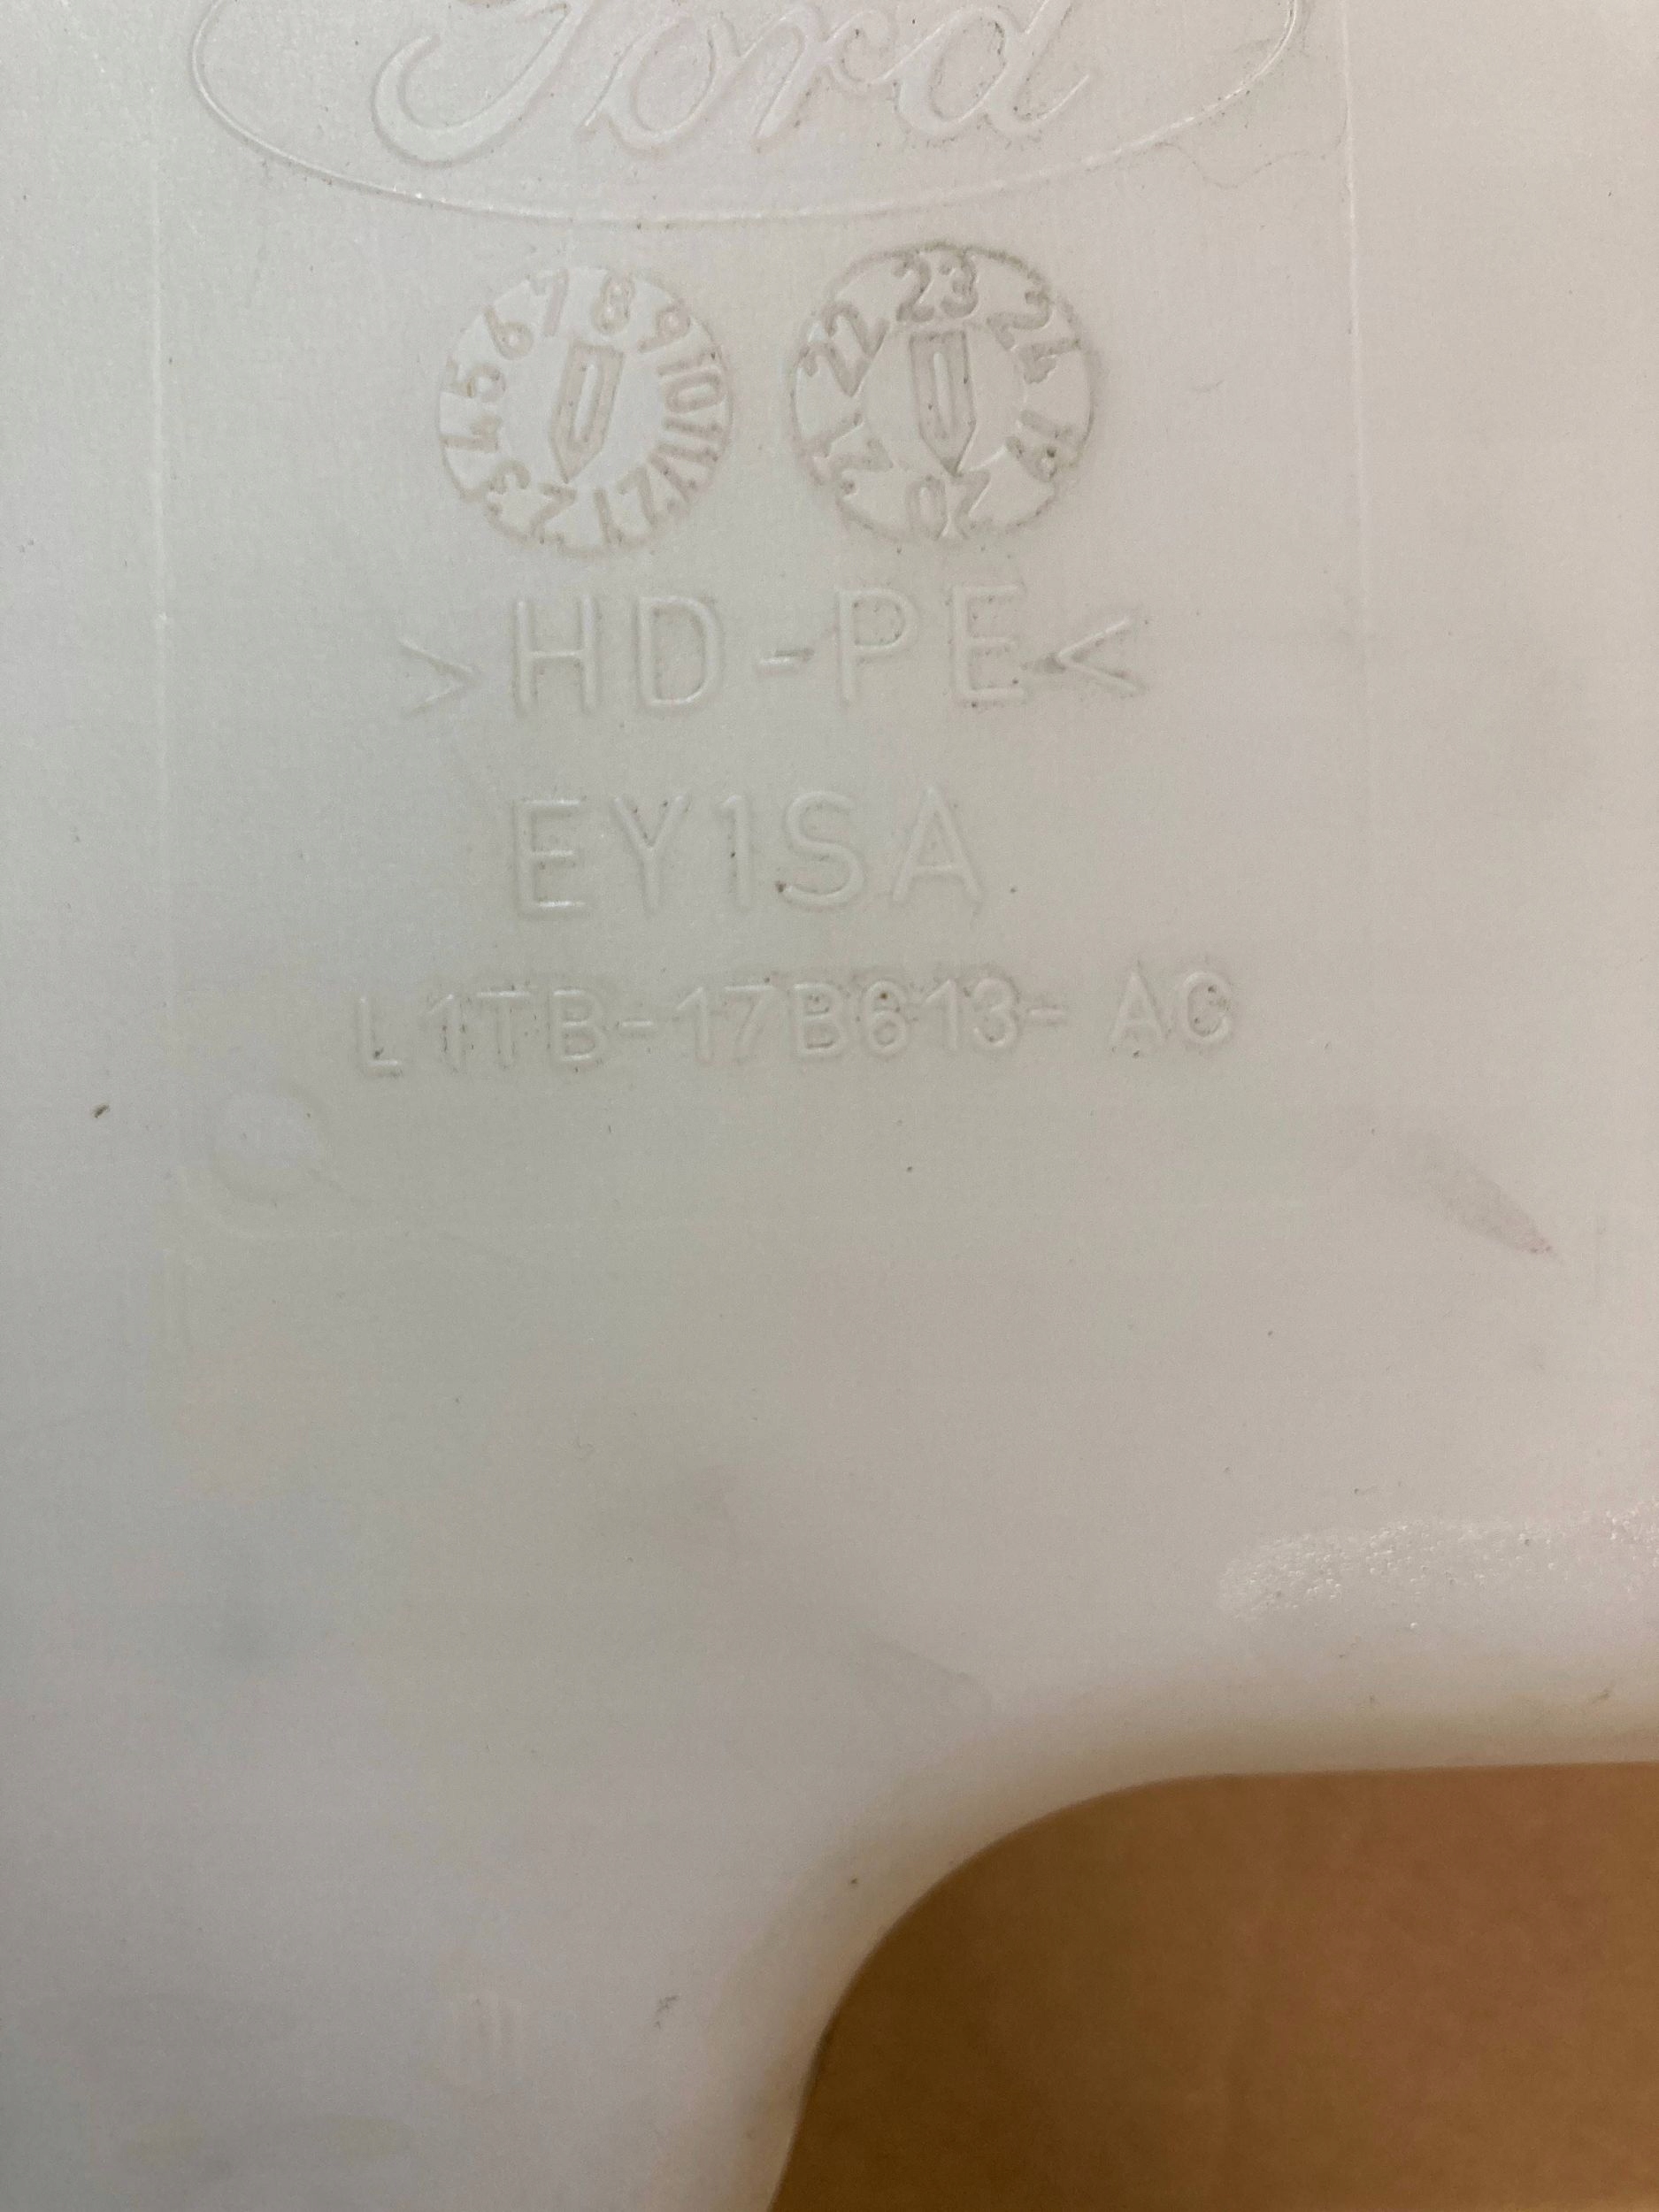 Ford
1 2 3 4 5 6 7 8 9 10 11 12
19 20 21 22 23 24
>HD-PE<
EY1SA
L1TB-17B613- AC